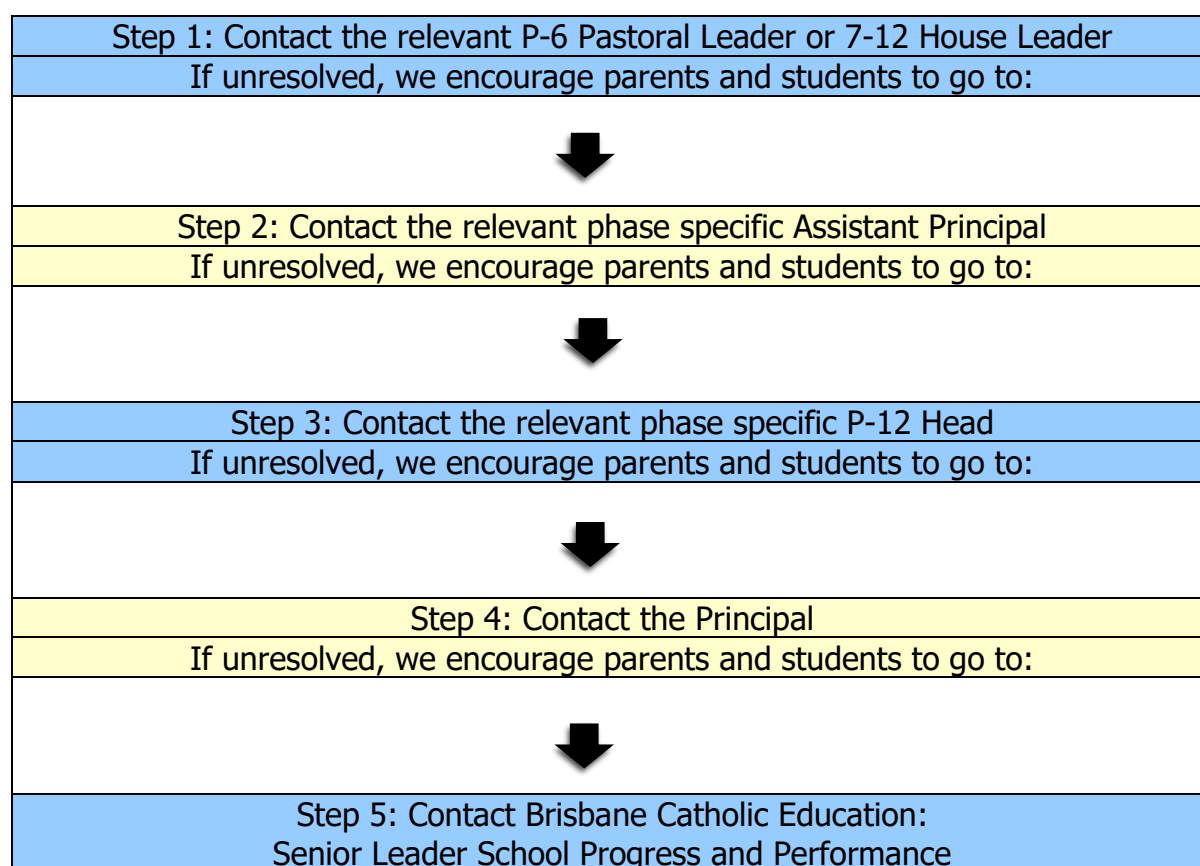 Step 1: Contact the relevant P-6 Pastoral Leader or 7-12 House Leader
If unresolved, we encourage parents and students to go to:
Step 2: Contact the relevant phase specific Assistant Principal
If unresolved, we encourage parents and students to go to:
Step 3: Contact the relevant phase specific P-12 Head
If unresolved, we encourage parents and students to go to:
Step 4: Contact the Principal
If unresolved, we encourage parents and students to go to:
Step 5: Contact Brisbane Catholic Education:
Senior Leader School Progress and Performance